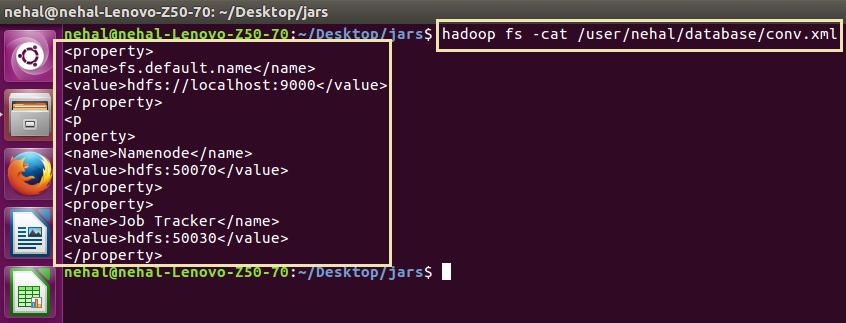 nehal@nehal-Lenovo-Z50-70: ~/Desktop/jars
nehal@nehal-Lenovo-Z50-70:~/Desktop/jars$ hadoop fs -cat /user/nehal/database/conv.xml
<property>
<name>fs.default.name</name>
<value>hdfs://localhost:9000</value>
</property>
<p
roperty>
<name>Namenode</name>
<value>hdfs:50070</value>
</property>
<property>
<name>Job Tracker</name>
<value>hdfs:50030</value>
</property>
nehal@nehal-Lenovo-Z50-70:~/Desktop/jars$